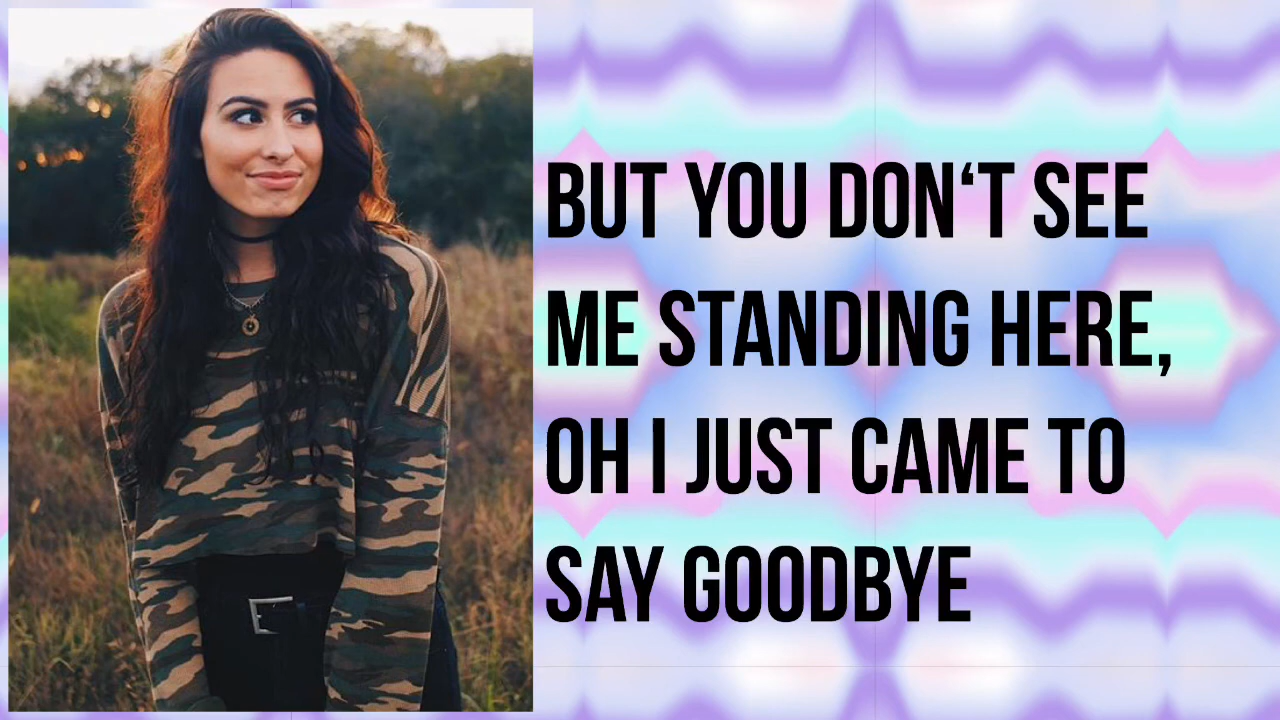 BUT YOU DON‘T SEE
ME STANDING HERE,
OH I JUST CAME TO
SAY GOODBYE